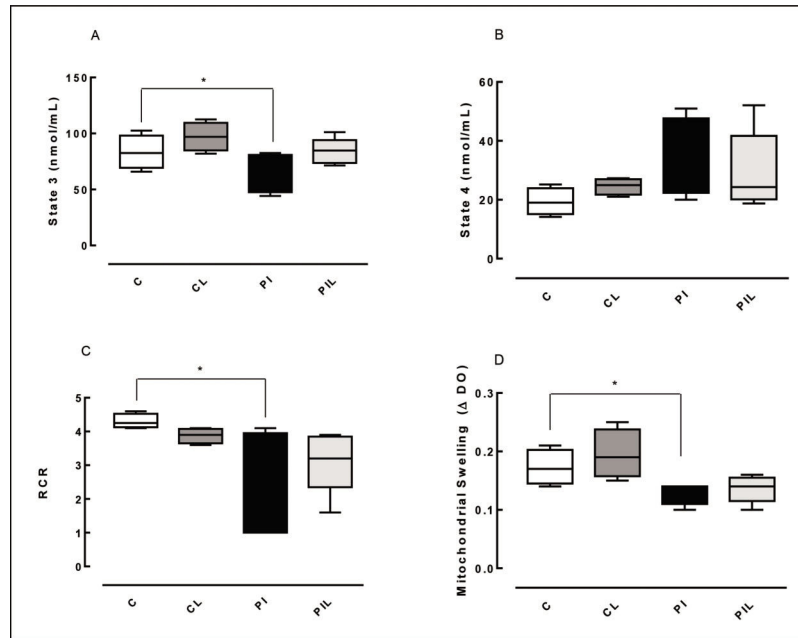 A
State 3 (nmol/mL)
150
100
50
0
*
C CL PI PIL
B
State 4 (nmol/mL)
60
40
20
0
C CL PI PIL
C
RCR
5
4
3
2
1
0
*
C CL PI PIL
D
Mitochondrial Swelling (Δ DO)
0.3
0.2
0.1
0.0
*
C CL PI PIL